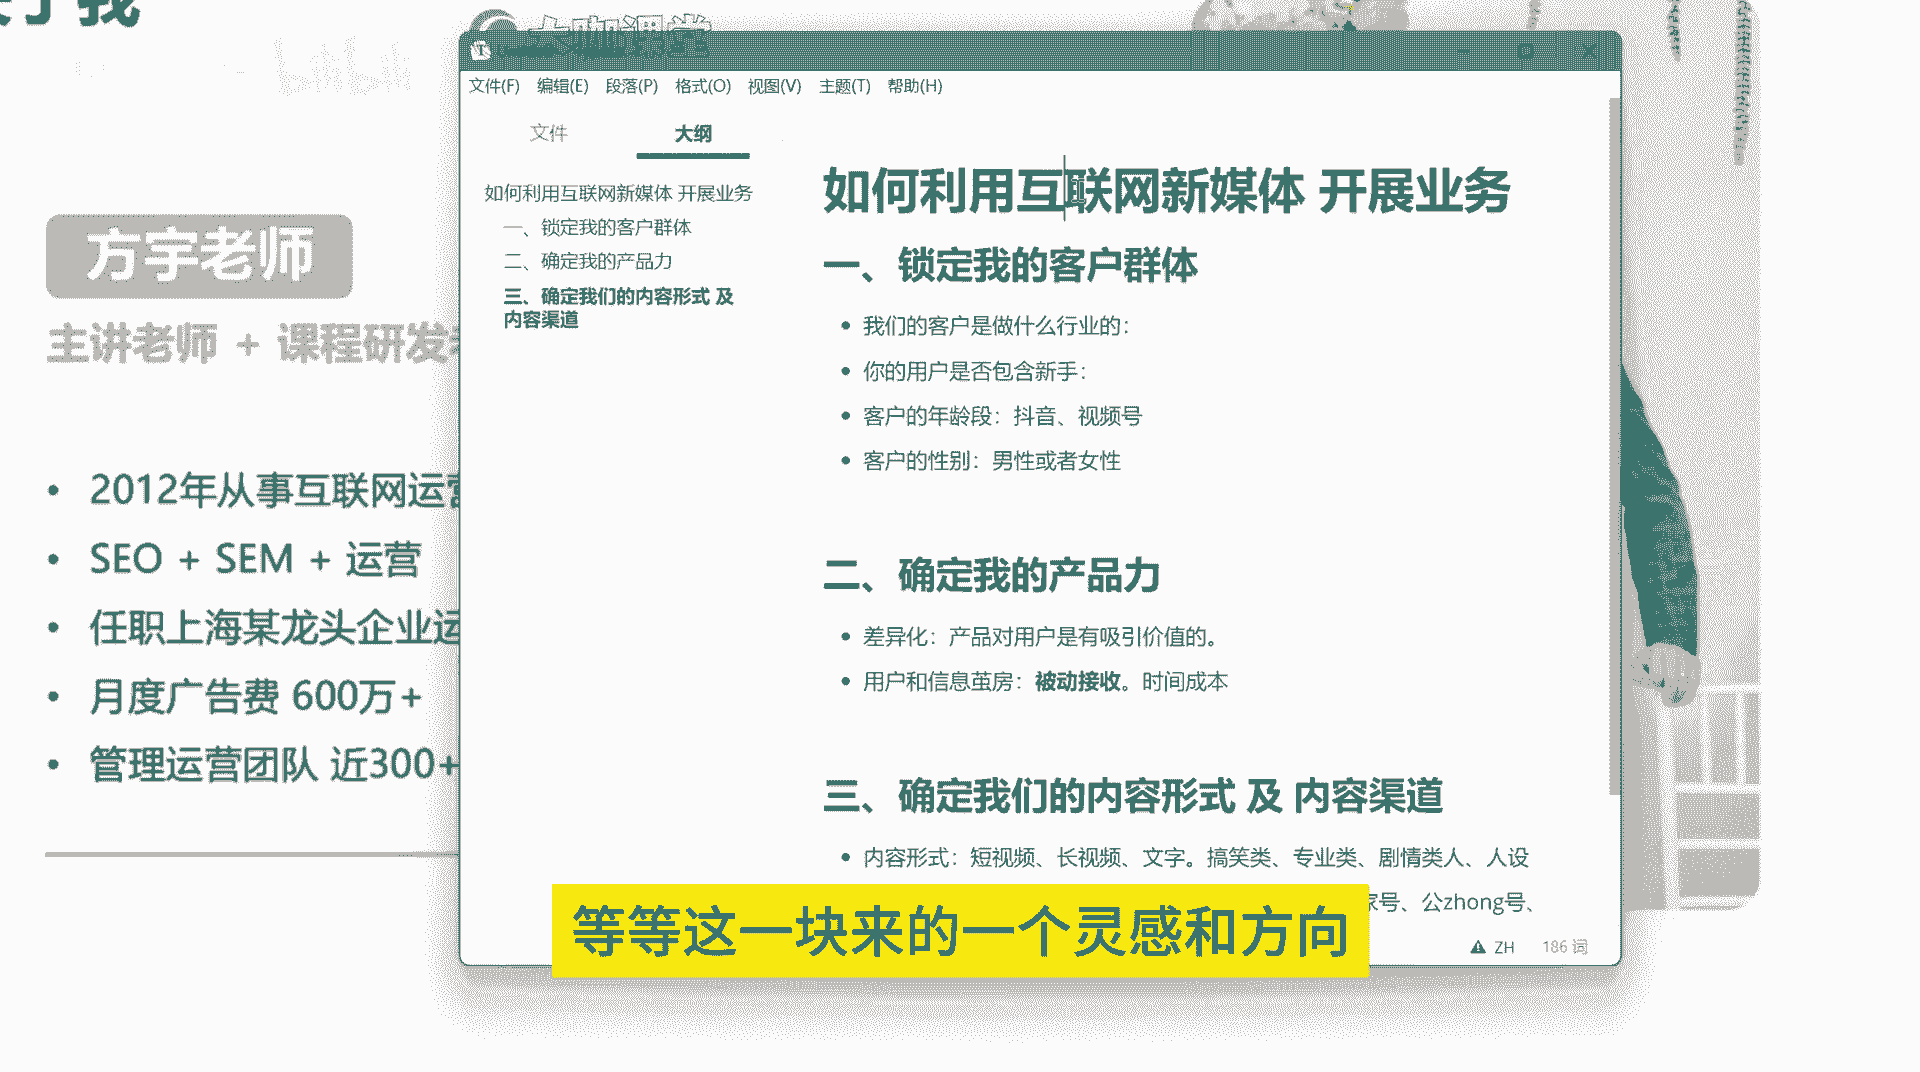 我
bilibili
大咖课堂
方宇老师
主讲老师 + 课程研发
2012年从事互联网运营
SEO + SEM + 运营
任职上海某龙头企业运
月度广告费 600万+
管理运营团队 近300+
文件(F) 编辑(E) 段落(P) 格式(O) 视图(V) 主题(T) 帮助(H)
文件 大纲
如何利用互联网新媒体 开展业务
一、锁定我的客户群体
二、确定我的产品力
三、确定我们的内容形式 及
内容渠道
如何利用互联网新媒体 开展业务
一、锁定我的客户群体
我们的客户是做什么行业的：
你的用户是否包含新手：
客户的年龄段：抖音、视频号
客户的性别：男性或者女性
二、确定我的产品力
差异化：产品对用户是有吸引价值的。
用户和信息茧房：被动接收。时间成本
三、确定我们的内容形式 及 内容渠道
内容形式：短视频、长视频、文字。搞笑类、专业类、剧情类人、人设
家号、公zhong号、
等等这一块来的一个灵感和方向
ZH 186 词